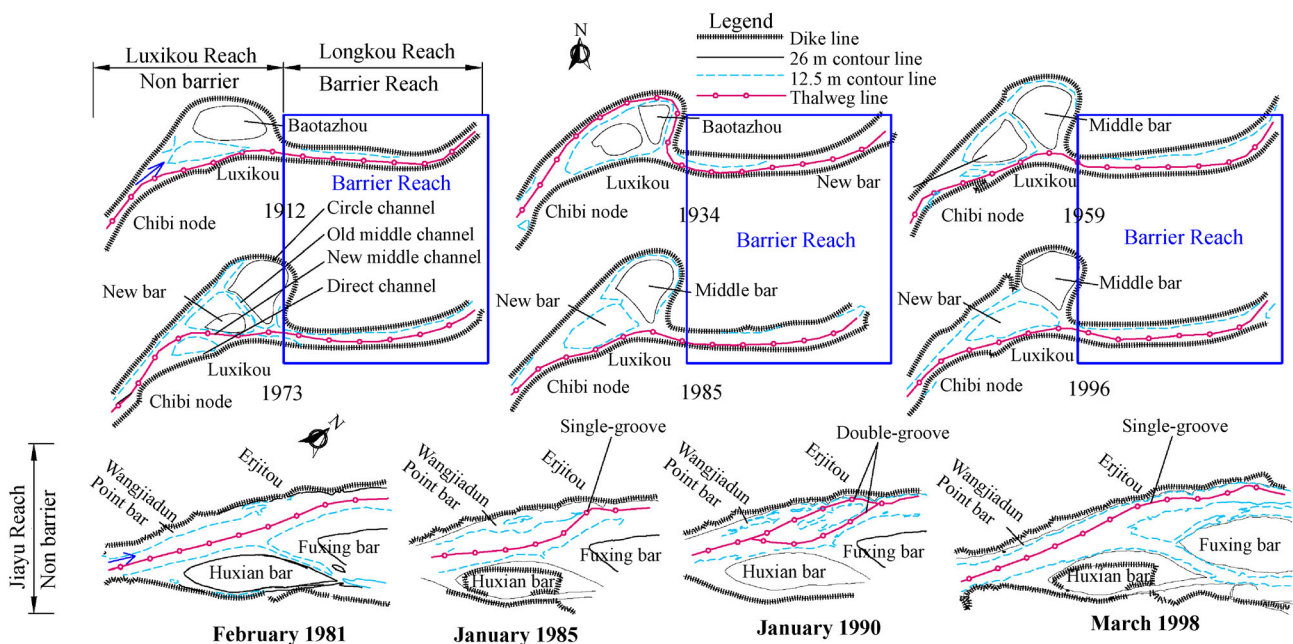 Luxikou Reach
Longkou Reach
Non barrier
Barrier Reach
N
Legend
Dike line
26 m contour line
12.5 m contour line
Thalweg line
Baotazhou
Luxikou
Barrier Reach
Chibi node
1912
Baotazhou
Luxikou
New bar
Chibi node
1934
Middle bar
Luxikou
Chibi node
1959
Circle channel
Old middle channel
New middle channel
Direct channel
New bar
Luxikou
Chibi node
1973
Barrier Reach
New bar
Middle bar
Luxikou
Chibi node
1985
Barrier Reach
New bar
Middle bar
Luxikou
Chibi node
1996
Jiayu Reach
Non barrier
N
Wangjiadun
Point bar
Erjitou
Fuxing bar
Huxian bar
February 1981
Single-groove
Wangjiadun
Point bar
Erjitou
Fuxing bar
Huxian bar
January 1985
Double-groove
Wangjiadun
Point bar
Erjitou
Fuxing bar
Huxian bar
January 1990
Single-groove
Wangjiadun
Point bar
Erjitou
Fuxing bar
Huxian bar
March 1998